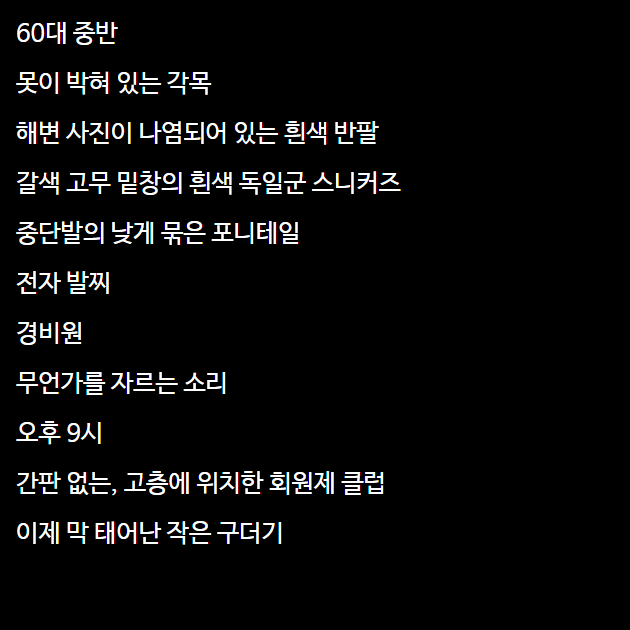 60대 중반
못이 박혀 있는 각목
해변 사진이 나염되어 있는 흰색 반팔
갈색 고무 밑창의 흰색 독일군 스니커즈
중단발의 낮게 묶은 포니테일
전자 발찌
경비원
무언가를 자르는 소리
오후 9시
간판 없는, 고층에 위치한 회원제 클럽
이제 막 태어난 작은 구더기